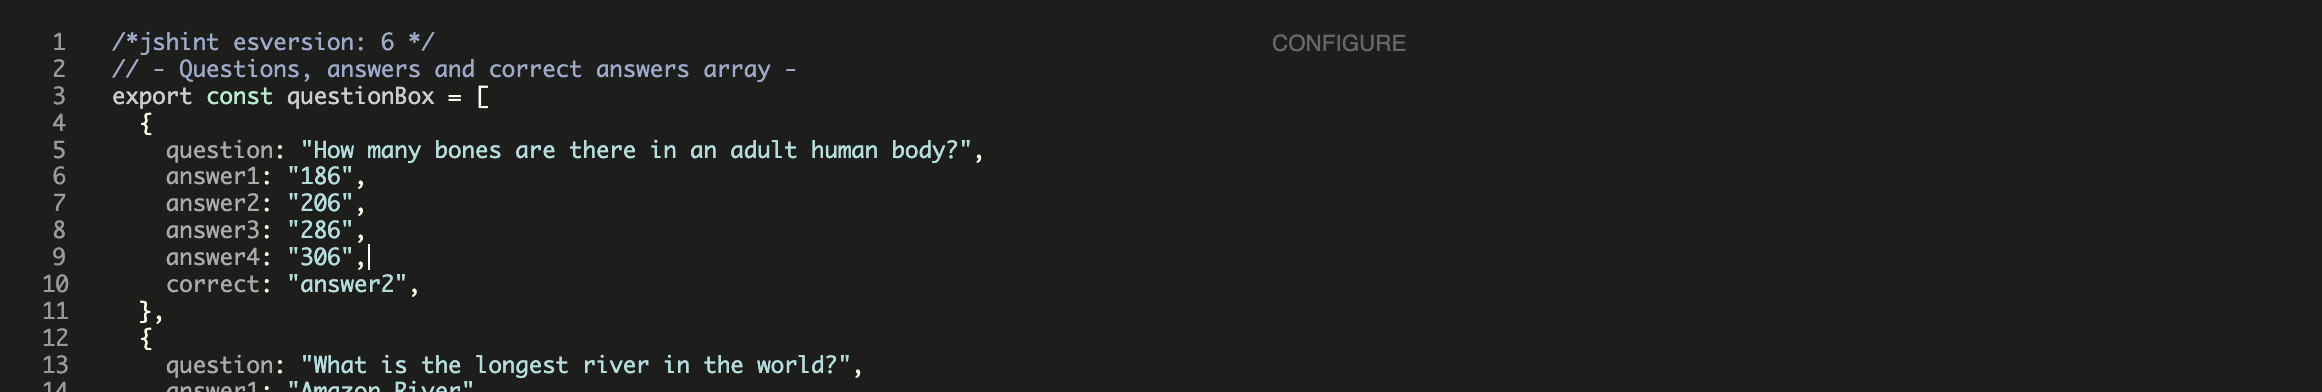 CONFIGURE
1 /*jshint esversion: 6 */
2 // - Questions, answers and correct answers array -
3 export const questionBox = [
4 {
5 question: "How many bones are there in an adult human body?",
6 answer1: "186",
7 answer2: "206",
8 answer3: "286",
9 answer4: "306",
10 correct: "answer2",
11 },
12 {
13 question: "What is the longest river in the world?",
14 answer1: "Amazon River"